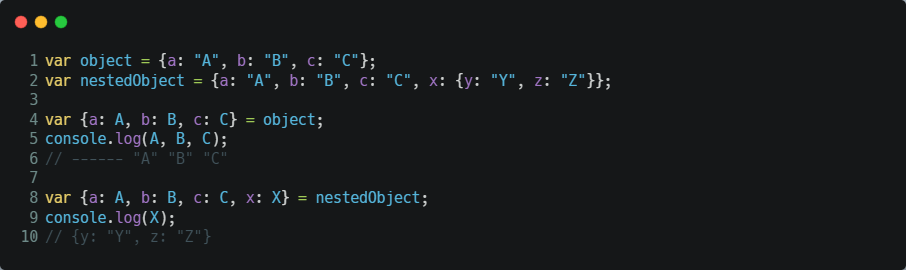 1 var object = {a: "A", b: "B", c: "C"};
2 var nestedObject = {a: "A", b: "B", c: "C", x: {y: "Y", z: "Z"}};
3
4 var {a: A, b: B, c: C} = object;
5 console.log(A, B, C);
6 // ------ "A" "B" "C"
7
8 var {a: A, b: B, c: C, x: X} = nestedObject;
9 console.log(X);
10 // {y: "Y", z: "Z"}